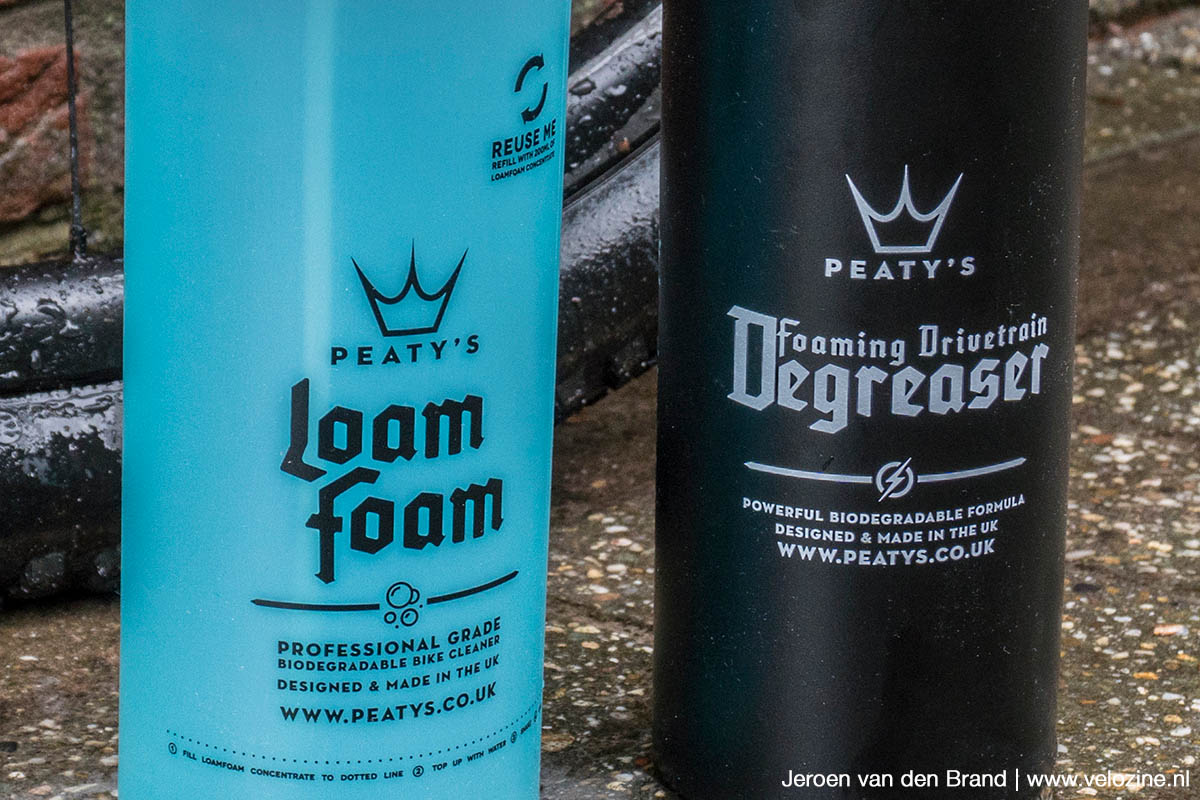 REUSE ME
REFILL WITH 200ML OF
LOAMFOAM CONCENTRATE
PEATY'S
Loam
Foam
PROFESSIONAL GRADE
BIODEGRADABLE BIKE CLEANER
DESIGNED & MADE IN THE UK
WWW.PEATYS.CO.UK
1 FILL LOAMFOAM CONCENTRATE TO DOTTED LINE 2 TOP UP WITH WATER 3
PEATY'S
Foaming Drivetrain
Degreaser
POWERFUL BIODEGRADABLE FORMULA
DESIGNED & MADE IN THE UK
WWW.PEATYS.CO.UK
Jeroen van den Brand | www.velozine.nl